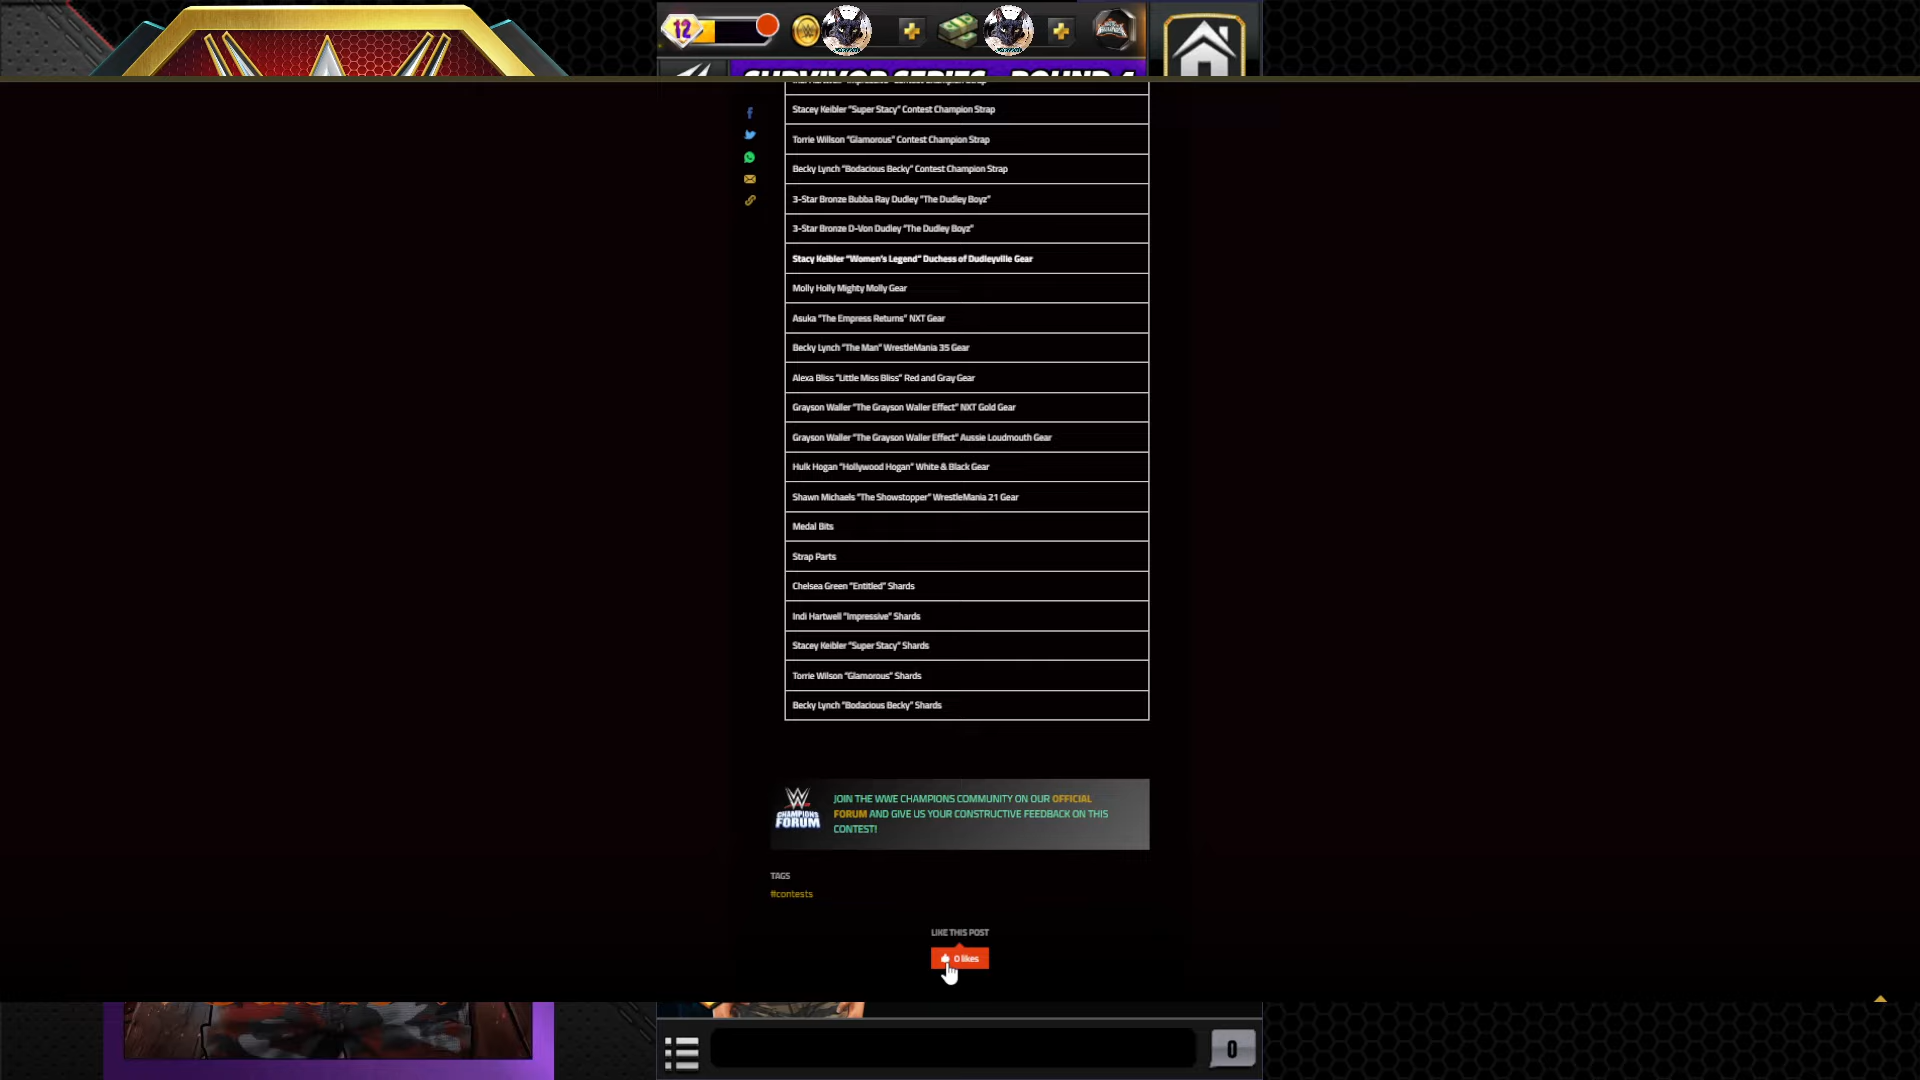 12
SURVIVOR SERIES - ROUND 4
Stacey Keibler "Super Stacy" Contest Champion Strap
Torrie Willson "Glamorous" Contest Champion Strap
Becky Lynch "Bodacious Becky" Contest Champion Strap
3-Star Bronze Bubba Ray Dudley "The Dudley Boyz"
3-Star Bronze D-Von Dudley "The Dudley Boyz"
Stacy Keibler "Women's Legend" Duchess of Dudleyville Gear
Molly Holly Mighty Molly Gear
Asuka "The Empress Returns" NXT Gear
Becky Lynch "The Man" WrestleMania 35 Gear
Alexa Bliss "Little Miss Bliss" Red and Gray Gear
Grayson Waller "The Grayson Waller Effect" NXT Gold Gear
Grayson Waller "The Grayson Waller Effect" Aussie Loudmouth Gear
Hulk Hogan "Hollywood Hogan" White & Black Gear
Shawn Michaels "The Showstopper" WrestleMania 21 Gear
Medal Bits
Strap Parts
Chelsea Green "Entitled" Shards
Indi Hartwell "Impressive" Shards
Stacey Keibler "Super Stacy" Shards
Torrie Wilson "Glamorous" Shards
Becky Lynch "Bodacious Becky" Shards
CHAMPIONS
FORUM
JOIN THE WWE CHAMPIONS COMMUNITY ON OUR OFFICIAL
FORUM AND GIVE US YOUR CONSTRUCTIVE FEEDBACK ON THIS
CONTEST!
TAGS
#contests
LIKE THIS POST
0 likes
0